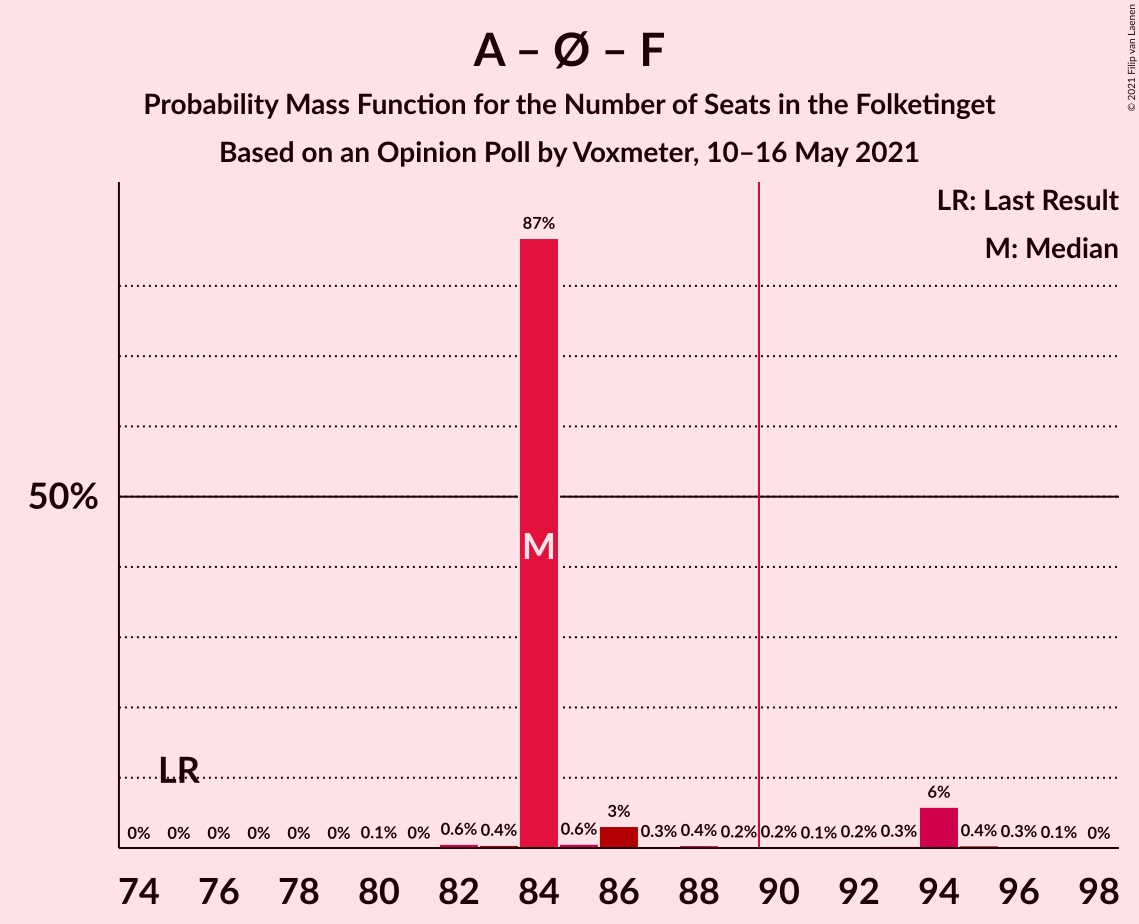 A – Ø – F
Probability Mass Function for the Number of Seats in the Folketinget
Based on an Opinion Poll by Voxmeter, 10–16 May 2021
© 2021 Filip van Laenen
LR: Last Result
M: Median
87%
50%
M
LR
6%
3%
0% 0% 0% 0% 0% 0% 0.1% 0% 0.6% 0.4% 0.6% 0.3% 0.4% 0.2% 0.2% 0.1% 0.2% 0.3% 0.4% 0.3% 0.1% 0%
74 76 78 80 82 84 86 88 90 92 94 96 98